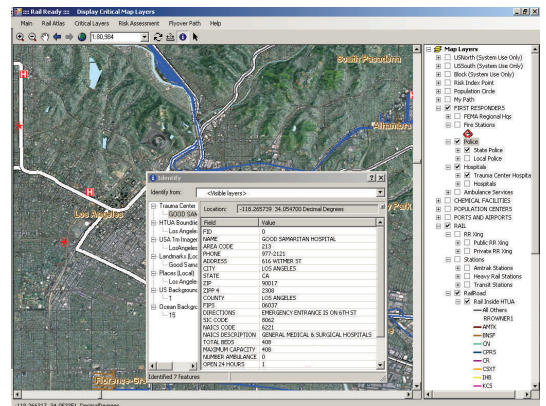 ::: Rail Ready ::: Display Critical Map Layers
Main Rail Atlas Critical Layers Risk Assessment Flyover Path Help
1:80,984
South Pasadena
Alhambra
Los Angeles
H
H
H
Identify
Identify from: <Visible layers>
Location: -118.265739 34.054700 Decimal Degrees
Trauma Center
GOOD SAM
HTUA Boundrie
Los Angele
USA Tm Imager
LosAngeles
Landmarks (Loc
Good Sama
Places (Local)
Los Angele
US Background
1
Ocean Backgrc
15
Field Value
FID 0
NAME GOOD SAMARITAN HOSPITAL
AREA CODE 213
PHONE 977-2121
ADDRESS 616 WITMER ST
CITY LOS ANGELES
STATE CA
ZIP 90017
ZIPP 4 2308
COUNTY LOS ANGELES
FIPS 06037
DIRECTIONS EMERGENCY ENTRANCE IS ON 6TH ST
SIC CODE 8062
NAICS CODE 6221
NAICS DESCRIPTION GENERAL MEDICAL & SURGICAL HOSPITALS
TOTAL BEDS 408
MAXIMUM CAPACITY 408
NUMBER AMBULANCE 0
OPEN 24 HOURS 1
Identified 7 features
Map Layers
USNorth (System Use Only)
USSouth (System Use Only)
Block (System Use Only)
Risk Index Point
Population Circle
My Path
FIRST RESPONDERS
FEMA Regional Hqs
Fire Stations
Police
State Police
Local Police
Hospitals
Trauma Center Hospita
Hospitals
Ambulance Services
CHEMICAL FACILITIES
POPULATION CENTERS
PORTS AND AIRPORTS
RAIL
RR Xing
Public RR Xing
Private RR Xing
Stations
Amtrak Stations
Heavy Rail Stations
Transit Stations
RailRoad
Rail Inside HTUA
All Others
RROWNER1
AMTK
BNSF
CN
CPRS
CR
CSXT
IHB
KCS